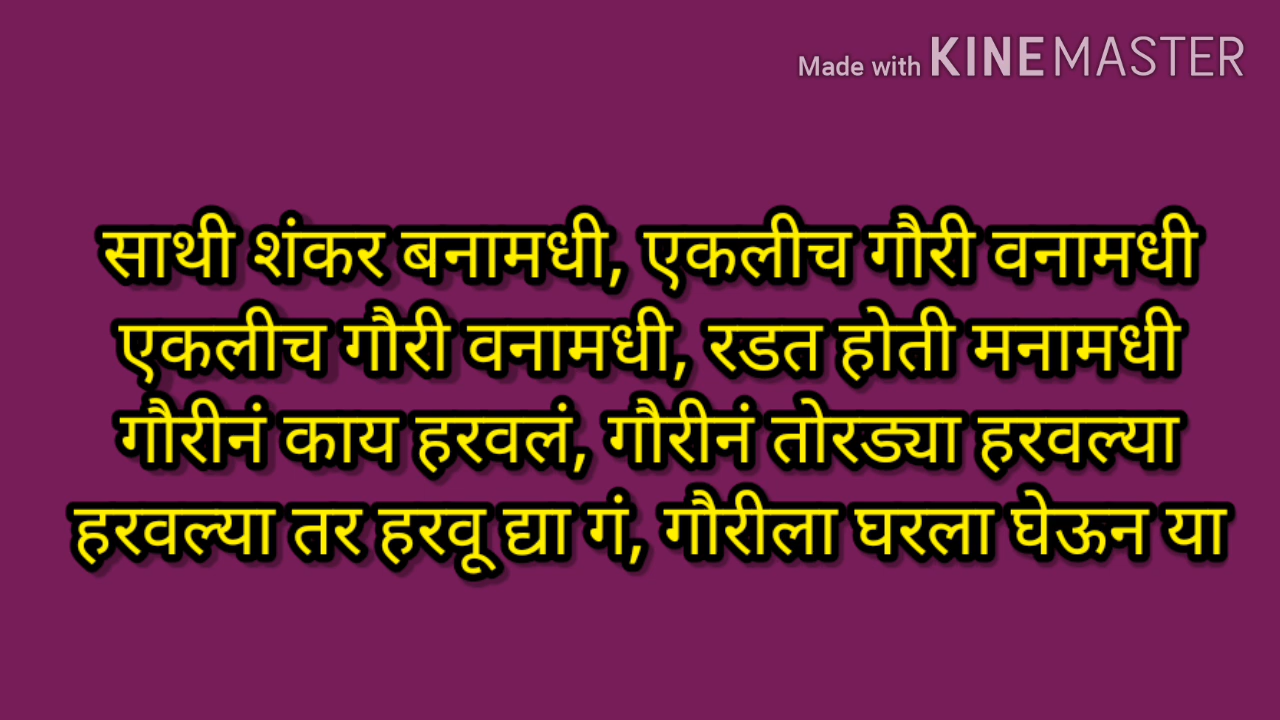 Made with KINEMASTER
साथी शंकर बनामधी, एकलीच गौरी वनामधी
एकलीच गौरी वनामधी, रडत होती मनामधी
गौरीनं काय हरवलं, गौरीनं तोरड्या हरवल्या
हरवल्या तर हरवू द्या गं, गौरीला घरला घेऊन या